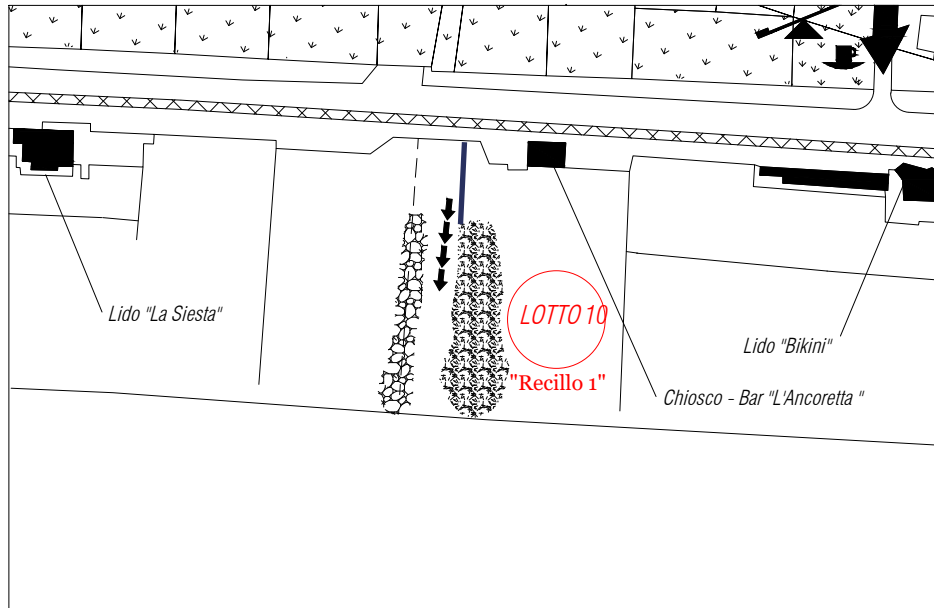 Lido "La Siesta"
LOTTO 10
"Recillo 1"
Lido "Bikini"
Chiosco - Bar "L'Ancoretta "